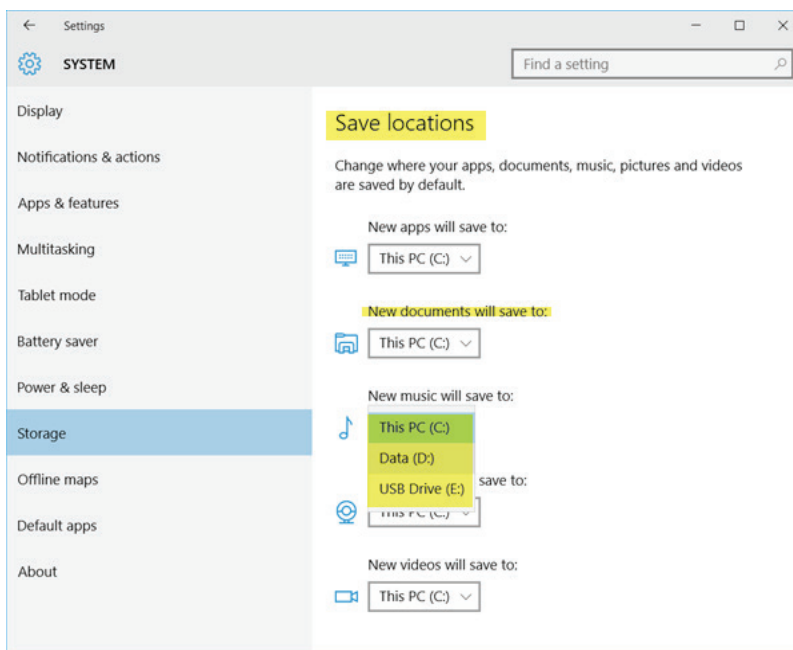 Settings
SYSTEM
Find a setting
Display
Notifications & actions
Apps & features
Multitasking
Tablet mode
Battery saver
Power & sleep
Storage
Offline maps
Default apps
About
Save locations
Change where your apps, documents, music, pictures and videos
are saved by default.
New apps will save to:
This PC (C:)
New documents will save to:
This PC (C:)
New music will save to:
This PC (C:)
Data (D:)
USB Drive (E:)
save to:
This PC (C:)
New videos will save to:
This PC (C:)